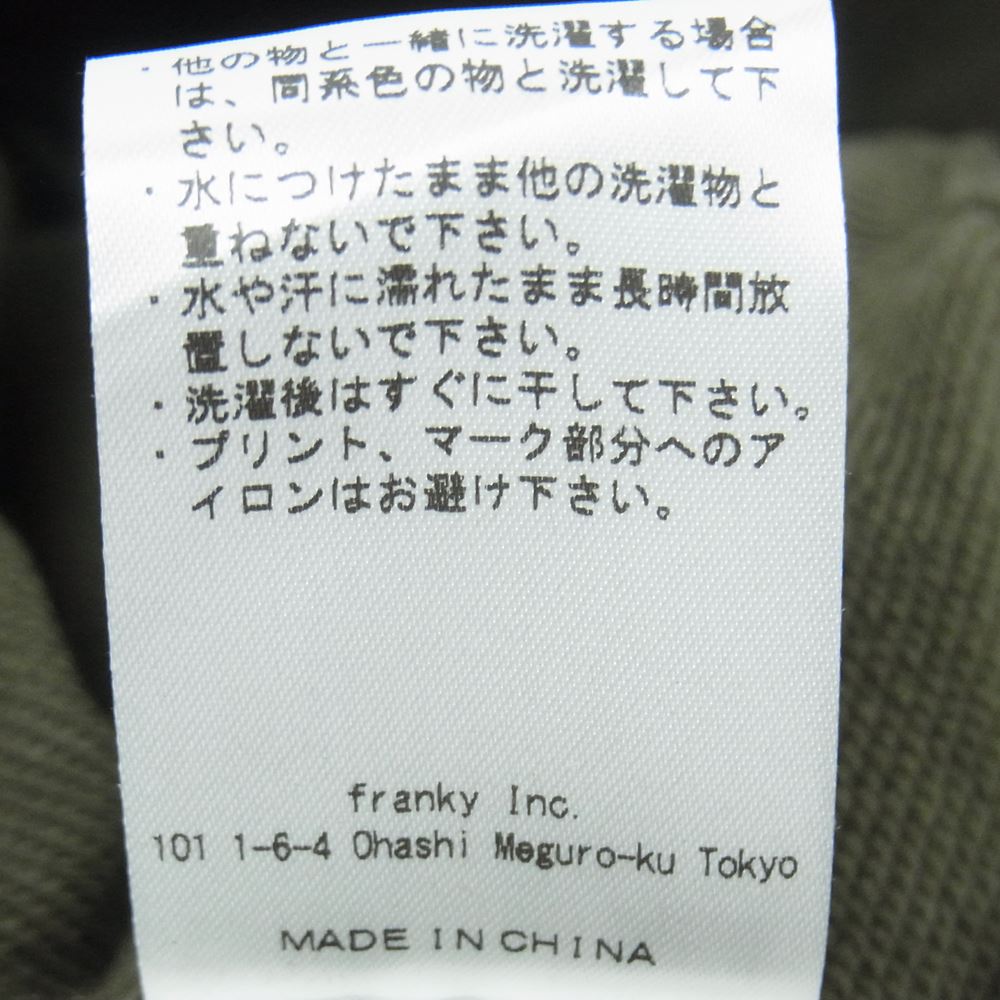 ・他の物と一緒に洗濯する場合
は、同系色の物と洗濯して下
さい。
・水につけたまま他の洗濯物と
重ねないで下さい。
・水や汗に濡れたまま長時間放
置しないで下さい。
・洗濯後はすぐに干して下さい。
・プリント、マーク部分へのア
イロンはお避け下さい。
franky Inc.
101 1-6-4 Ohashi Meguro-ku Tokyo
MADE IN CHINA